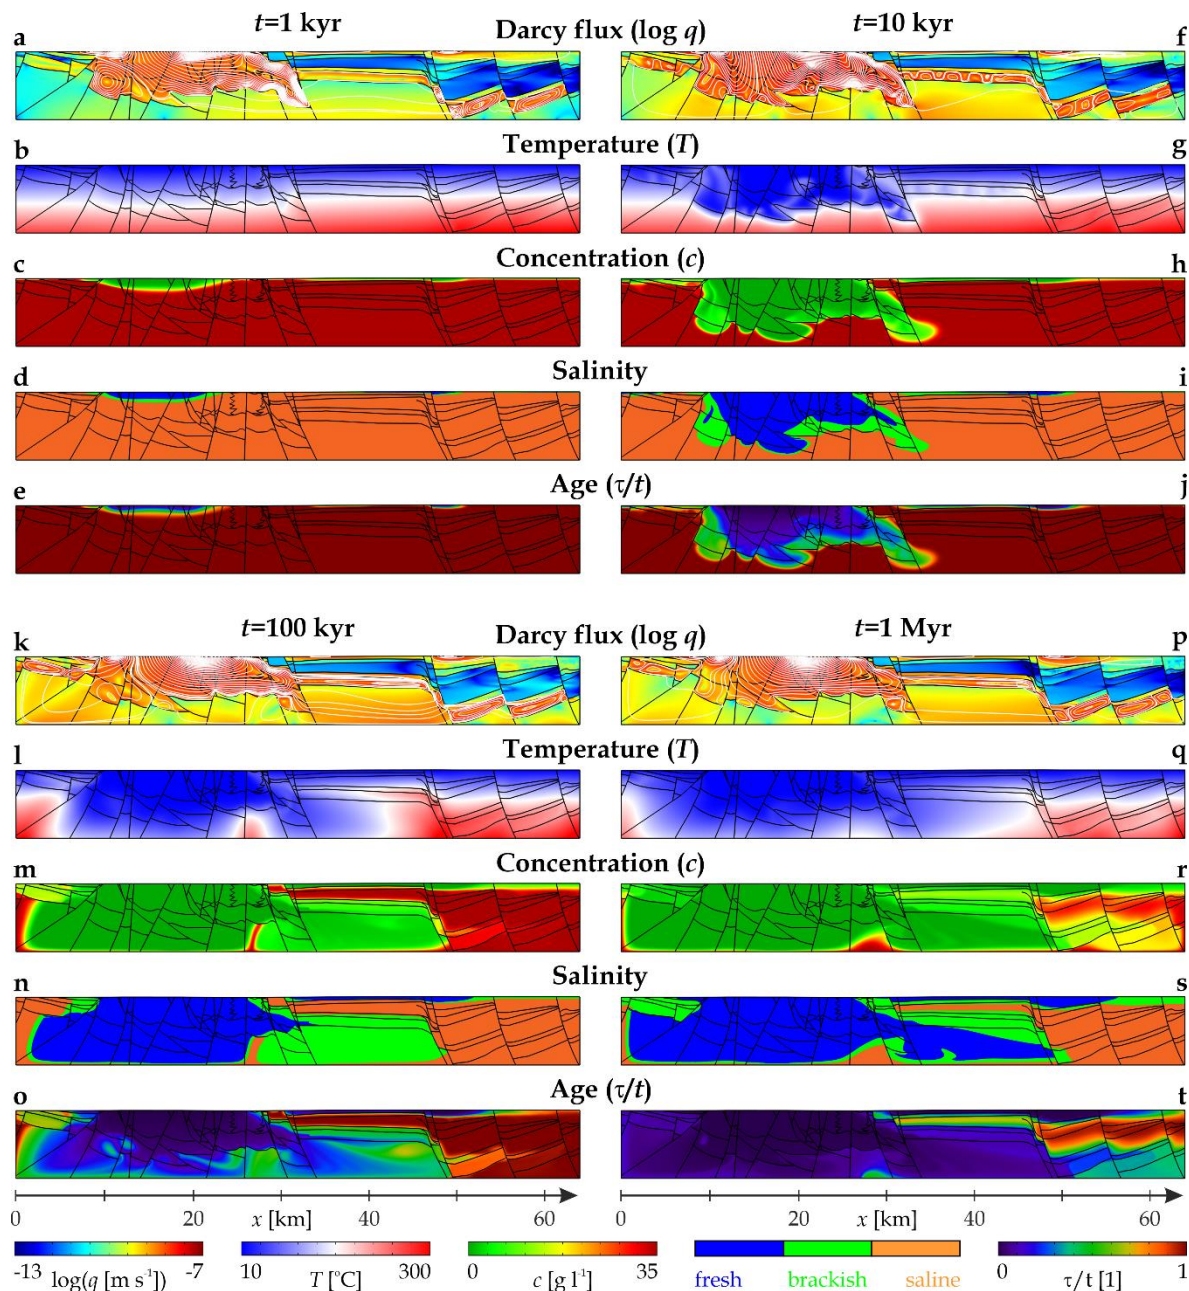 t=1 kyr
t=10 kyr
a Darcy flux (log q) f
b Temperature (T) g
c Concentration (c) h
d Salinity i
e Age (τ/t) j
t=100 kyr
t=1 Myr
k Darcy flux (log q) p
l Temperature (T) q
m Concentration (c) r
n Salinity s
o Age (τ/t) t
0 20 40 60
x [km]
0 20 40 60
x [km]
-13 log(q [m s⁻¹]) -7
10 T [°C] 300
0 c [g l⁻¹] 35
fresh brackish saline
0 τ/t [1] 1